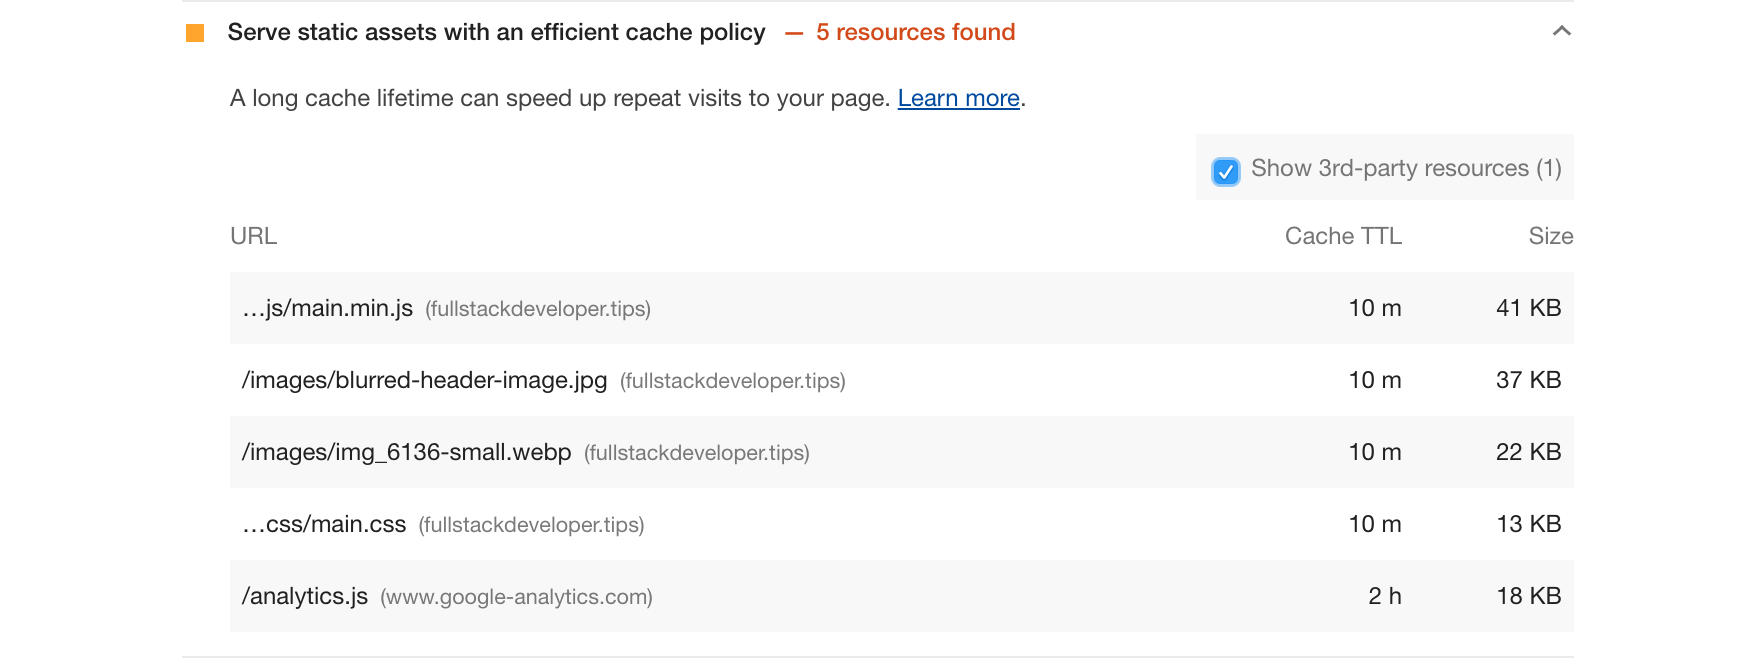 Serve static assets with an efficient cache policy — 5 resources found
A long cache lifetime can speed up repeat visits to your page. Learn more.
Show 3rd-party resources (1)
URL Cache TTL Size
…js/main.min.js (fullstackdeveloper.tips) 10 m 41 KB
/images/blurred-header-image.jpg (fullstackdeveloper.tips) 10 m 37 KB
/images/img_6136-small.webp (fullstackdeveloper.tips) 10 m 22 KB
…css/main.css (fullstackdeveloper.tips) 10 m 13 KB
/analytics.js (www.google-analytics.com) 2 h 18 KB